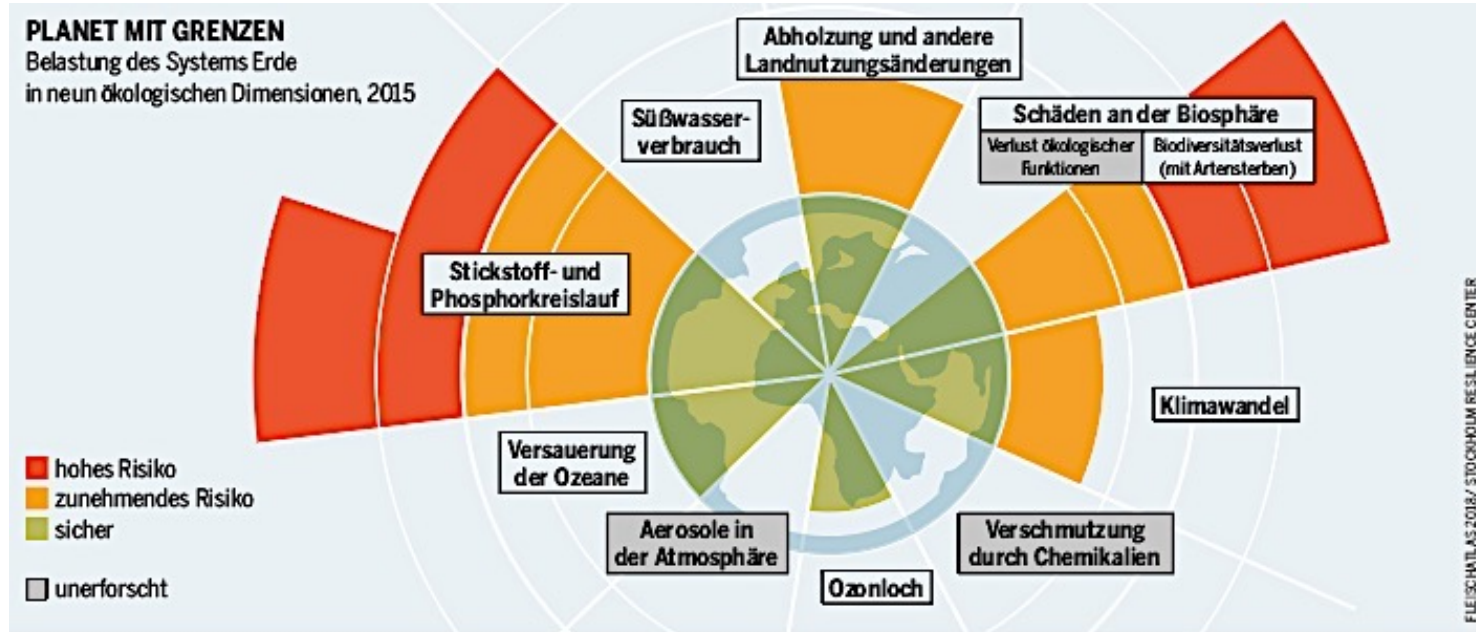 PLANET MIT GRENZEN
Belastung des Systems Erde
in neun ökologischen Dimensionen, 2015
Abholzung und andere
Landnutzungsänderungen
Süßwasser-
verbrauch
Schäden an der Biosphäre
Verlust ökologischer
Funktionen
Biodiversitätsverlust
(mit Artensterben)
Stickstoff- und
Phosphorkreislauf
Klimawandel
Versauerung
der Ozeane
Aerosole in
der Atmosphäre
Ozonloch
Verschmutzung
durch Chemikalien
hohes Risiko
zunehmendes Risiko
sicher
unerforscht
FLEISCHATLAS 2018 / STOCKHOLM RESILIENCE CENTER